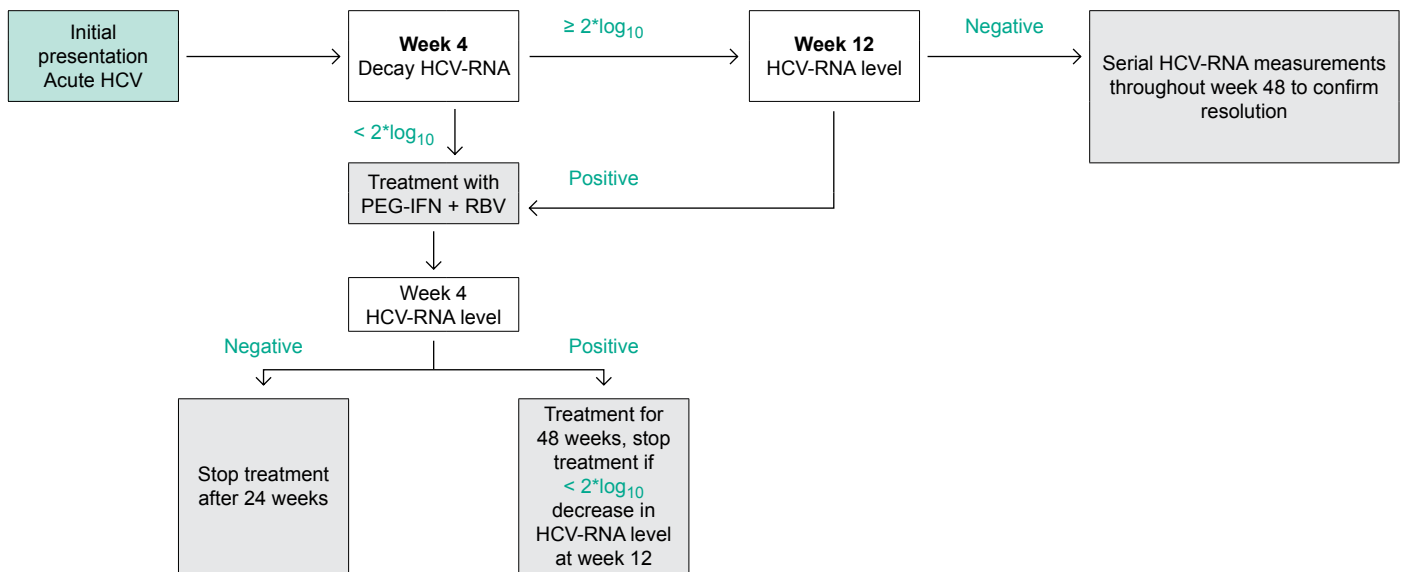 Initial
presentation
Acute HCV
Week 4
Decay HCV-RNA
≥ 2*log10
Week 12
HCV-RNA level
Negative
Serial HCV-RNA measurements
throughout week 48 to confirm
resolution
< 2*log10
Treatment with
PEG-IFN + RBV
Positive
Week 4
HCV-RNA level
Negative
Positive
Stop treatment
after 24 weeks
Treatment for
48 weeks, stop
treatment if
< 2*log10
decrease in
HCV-RNA level
at week 12